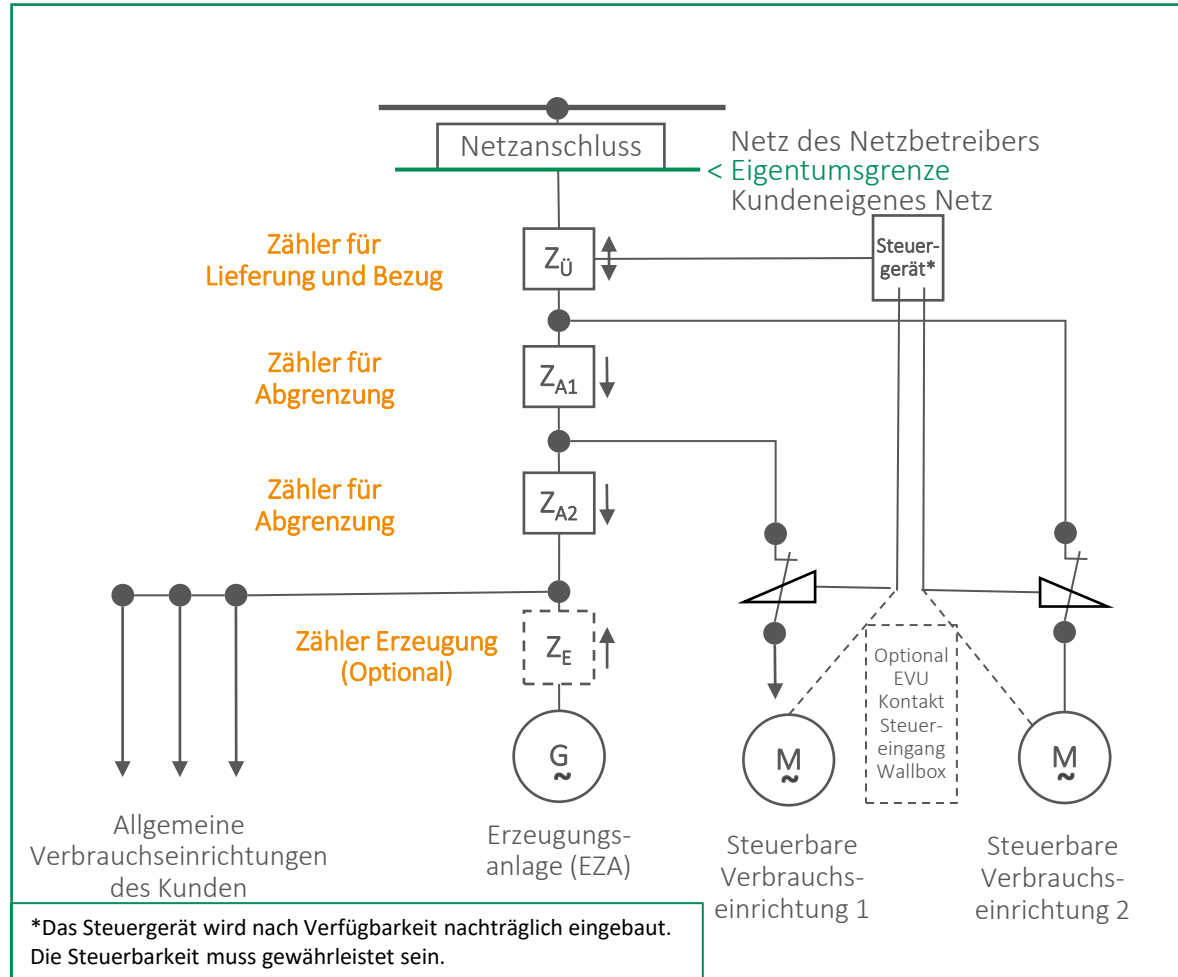 Netzanschluss
Netz des Netzbetreibers
< Eigentumsgrenze
Kundeneigenes Netz
Zähler für
Lieferung und Bezug
ZÜ
Steuer-
gerät*
Zähler für
Abgrenzung
ZA1
Zähler für
Abgrenzung
ZA2
Zähler Erzeugung
(Optional)
ZE
Optional
EVU
Kontakt
Steuer-
eingang
Wallbox
G
~
M
~
M
~
Allgemeine
Verbrauchseinrichtungen
des Kunden
Erzeugungs-
anlage (EZA)
Steuerbare
Verbrauchs-
einrichtung 1
Steuerbare
Verbrauchs-
einrichtung 2
*Das Steuergerät wird nach Verfügbarkeit nachträglich eingebaut.
Die Steuerbarkeit muss gewährleistet sein.